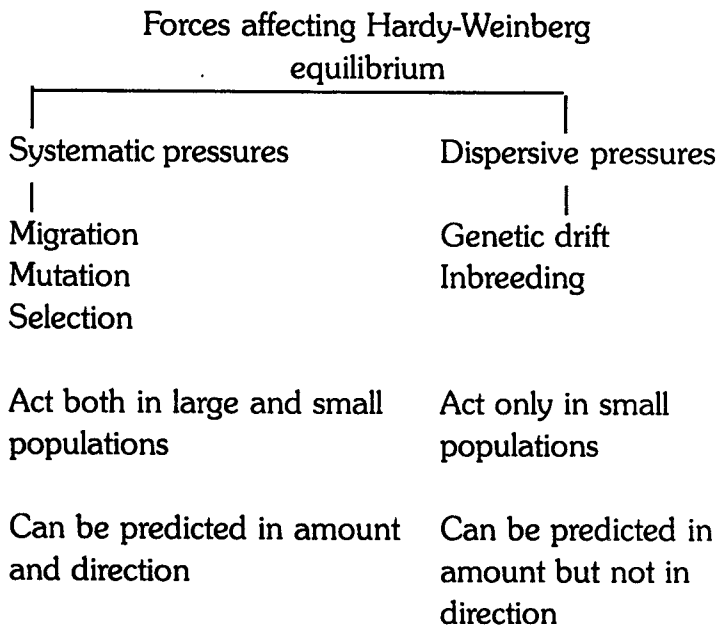 Forces affecting Hardy-Weinberg
equilibrium
Systematic pressures
Dispersive pressures
Migration
Mutation
Selection
Genetic drift
Inbreeding
Act both in large and small
populations
Act only in small
populations
Can be predicted in amount
and direction
Can be predicted in
amount but not in
direction